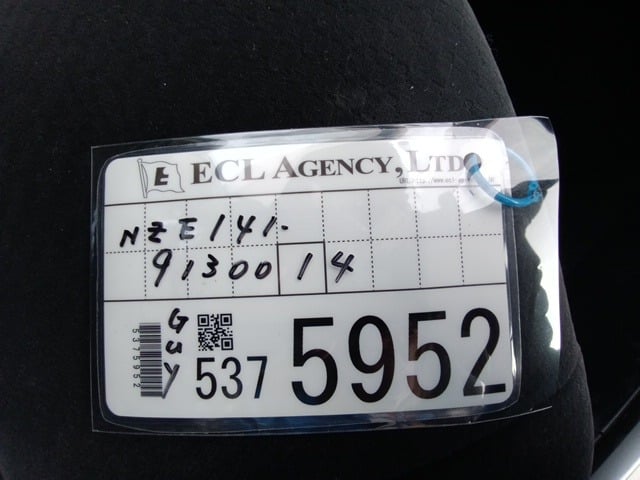 E ECL AGENCY, LTD.
NZE141-
9130014
GUY
537 5952
5375952